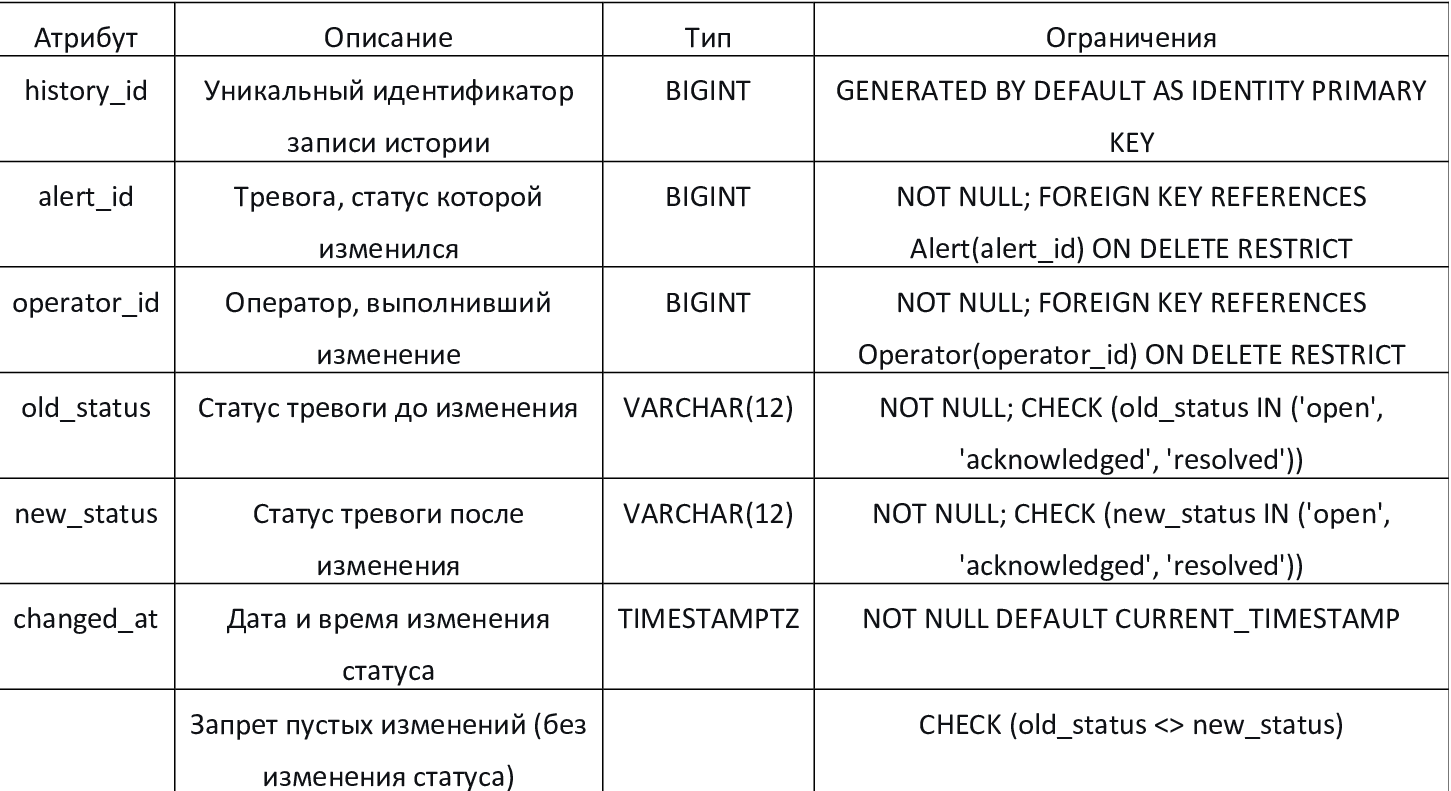 Атрибут Описание Тип Ограничения
history_id Уникальный идентификатор BIGINT GENERATED BY DEFAULT AS IDENTITY PRIMARY
записи истории KEY
alert_id Тревога, статус которой BIGINT NOT NULL; FOREIGN KEY REFERENCES
изменился Alert(alert_id) ON DELETE RESTRICT
operator_id Оператор, выполнивший BIGINT NOT NULL; FOREIGN KEY REFERENCES
изменение Operator(operator_id) ON DELETE RESTRICT
old_status Статус тревоги до изменения VARCHAR(12) NOT NULL; CHECK (old_status IN ('open',
'acknowledged', 'resolved'))
new_status Статус тревоги после VARCHAR(12) NOT NULL; CHECK (new_status IN ('open',
изменения 'acknowledged', 'resolved'))
changed_at Дата и время изменения TIMESTAMPTZ NOT NULL DEFAULT CURRENT_TIMESTAMP
статуса
Запрет пустых изменений (без CHECK (old_status <> new_status)
изменения статуса)